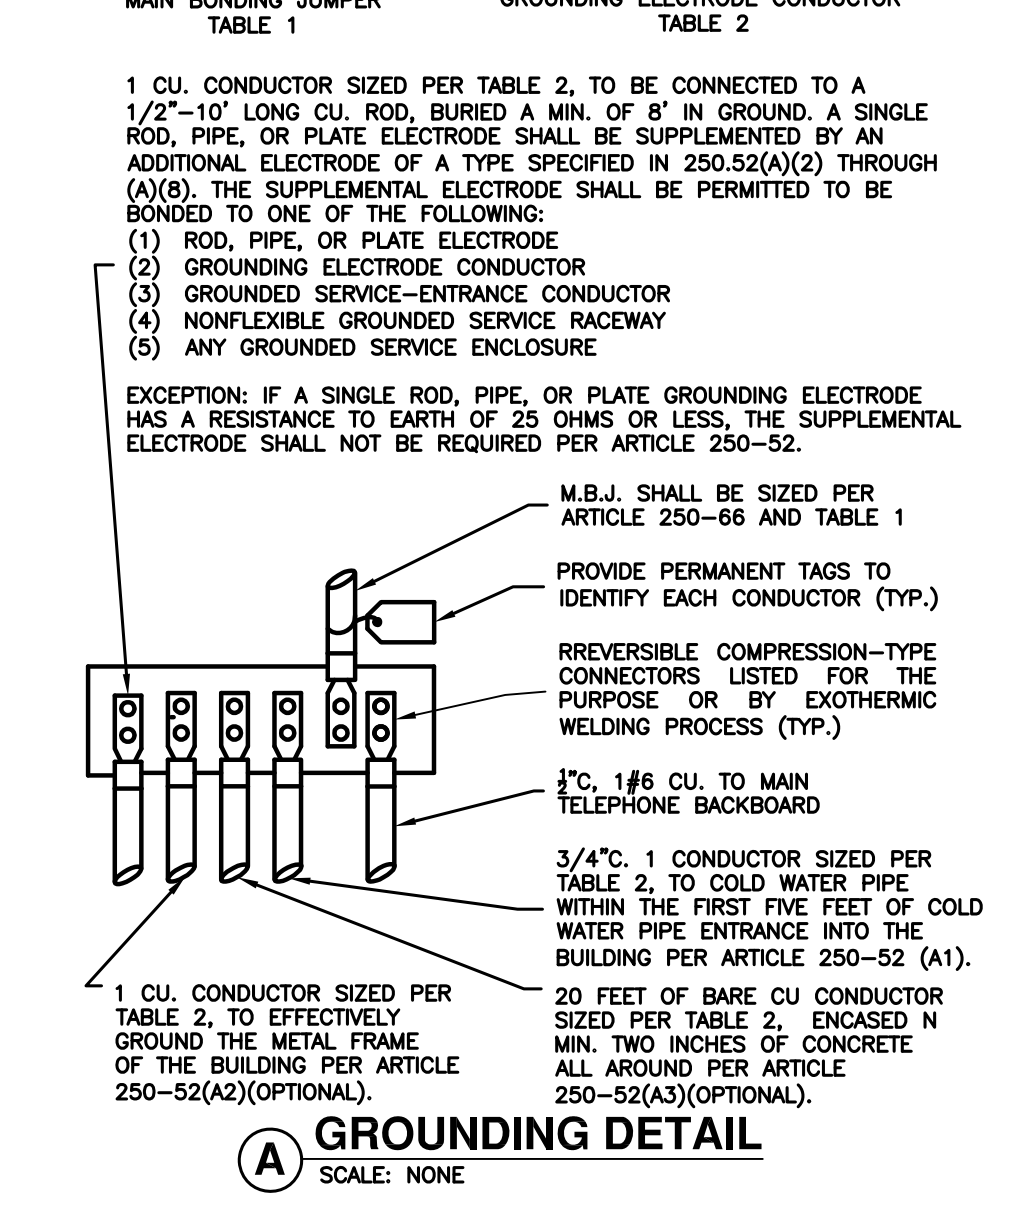 MAIN BONDING JUMPER
TABLE 1
GROUNDING ELECTRODE CONDUCTOR
TABLE 2
1 CU. CONDUCTOR SIZED PER TABLE 2, TO BE CONNECTED TO A
1/2"-10' LONG CU. ROD, BURIED A MIN. OF 8' IN GROUND. A SINGLE
ROD, PIPE, OR PLATE ELECTRODE SHALL BE SUPPLEMENTED BY AN
ADDITIONAL ELECTRODE OF A TYPE SPECIFIED IN 250.52(A)(2) THROUGH
(A)(8). THE SUPPLEMENTAL ELECTRODE SHALL BE PERMITTED TO BE
BONDED TO ONE OF THE FOLLOWING:
(1) ROD, PIPE, OR PLATE ELECTRODE
(2) GROUNDING ELECTRODE CONDUCTOR
(3) GROUNDED SERVICE-ENTRANCE CONDUCTOR
(4) NONFLEXIBLE GROUNDED SERVICE RACEWAY
(5) ANY GROUNDED SERVICE ENCLOSURE
EXCEPTION: IF A SINGLE ROD, PIPE, OR PLATE GROUNDING ELECTRODE
HAS A RESISTANCE TO EARTH OF 25 OHMS OR LESS, THE SUPPLEMENTAL
ELECTRODE SHALL NOT BE REQUIRED PER ARTICLE 250-52.
M.B.J. SHALL BE SIZED PER
ARTICLE 250-66 AND TABLE 1
PROVIDE PERMANENT TAGS TO
IDENTIFY EACH CONDUCTOR (TYP.)
RREVERSIBLE COMPRESSION-TYPE
CONNECTORS LISTED FOR THE
PURPOSE OR BY EXOTHERMIC
WELDING PROCESS (TYP.)
½"C, 1#6 CU. TO MAIN
TELEPHONE BACKBOARD
3/4"C. 1 CONDUCTOR SIZED PER
TABLE 2, TO COLD WATER PIPE
WITHIN THE FIRST FIVE FEET OF COLD
WATER PIPE ENTRANCE INTO THE
BUILDING PER ARTICLE 250-52 (A1).
1 CU. CONDUCTOR SIZED PER
TABLE 2, TO EFFECTIVELY
GROUND THE METAL FRAME
OF THE BUILDING PER ARTICLE
250-52(A2)(OPTIONAL).
20 FEET OF BARE CU CONDUCTOR
SIZED PER TABLE 2, ENCASED N
MIN. TWO INCHES OF CONCRETE
ALL AROUND PER ARTICLE
250-52(A3)(OPTIONAL).
A
GROUNDING DETAIL
SCALE: NONE